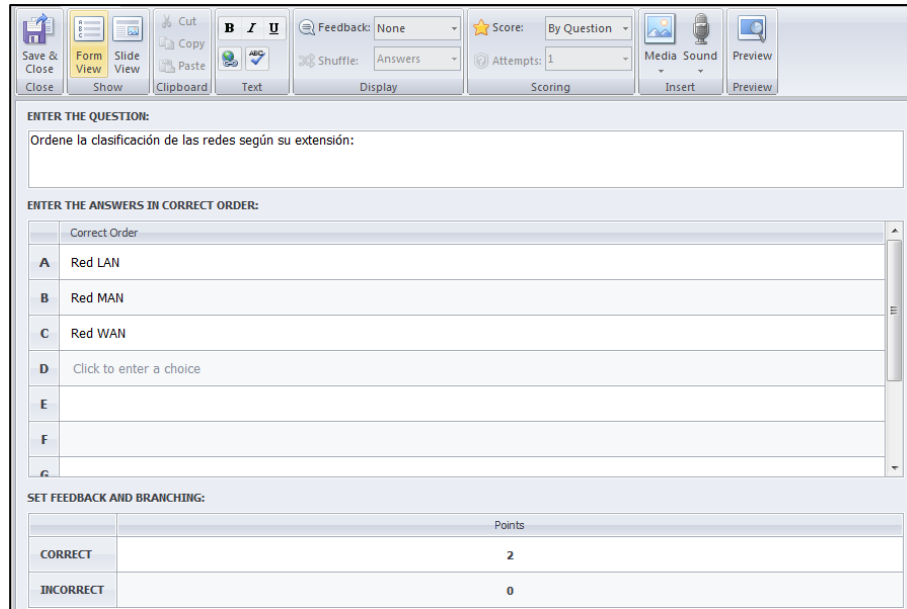 Save & Close
Form View
Slide View
Cut
Copy
Paste
B I U
ABC
Feedback: None
Shuffle: Answers
Score: By Question
Attempts: 1
Media
Sound
Preview
Close
Show
Clipboard
Text
Display
Scoring
Insert
Preview
ENTER THE QUESTION:
Ordene la clasificación de las redes según su extensión:
ENTER THE ANSWERS IN CORRECT ORDER:
Correct Order
A Red LAN
B Red MAN
C Red WAN
D Click to enter a choice
E
F
G
SET FEEDBACK AND BRANCHING:
Points
CORRECT 2
INCORRECT 0